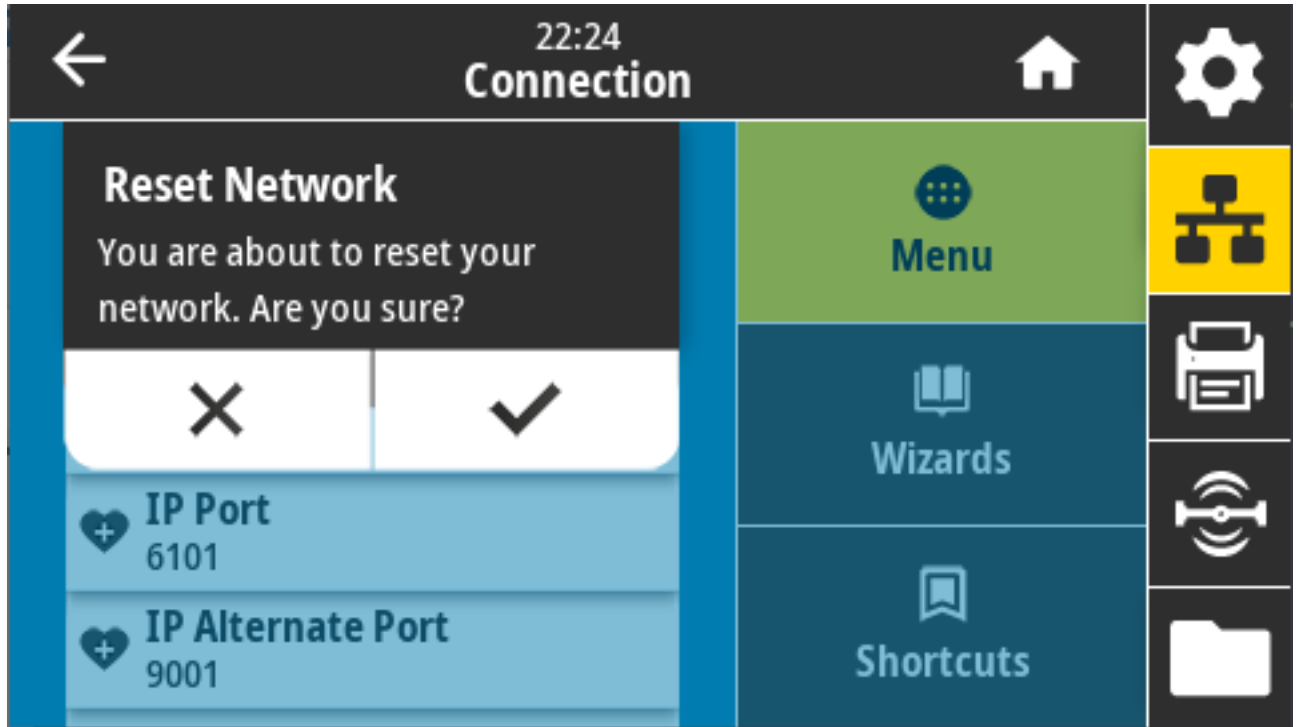 22:24
Connection
Reset Network
You are about to reset your
network. Are you sure?
IP Port
6101
IP Alternate Port
9001
Menu
Wizards
Shortcuts